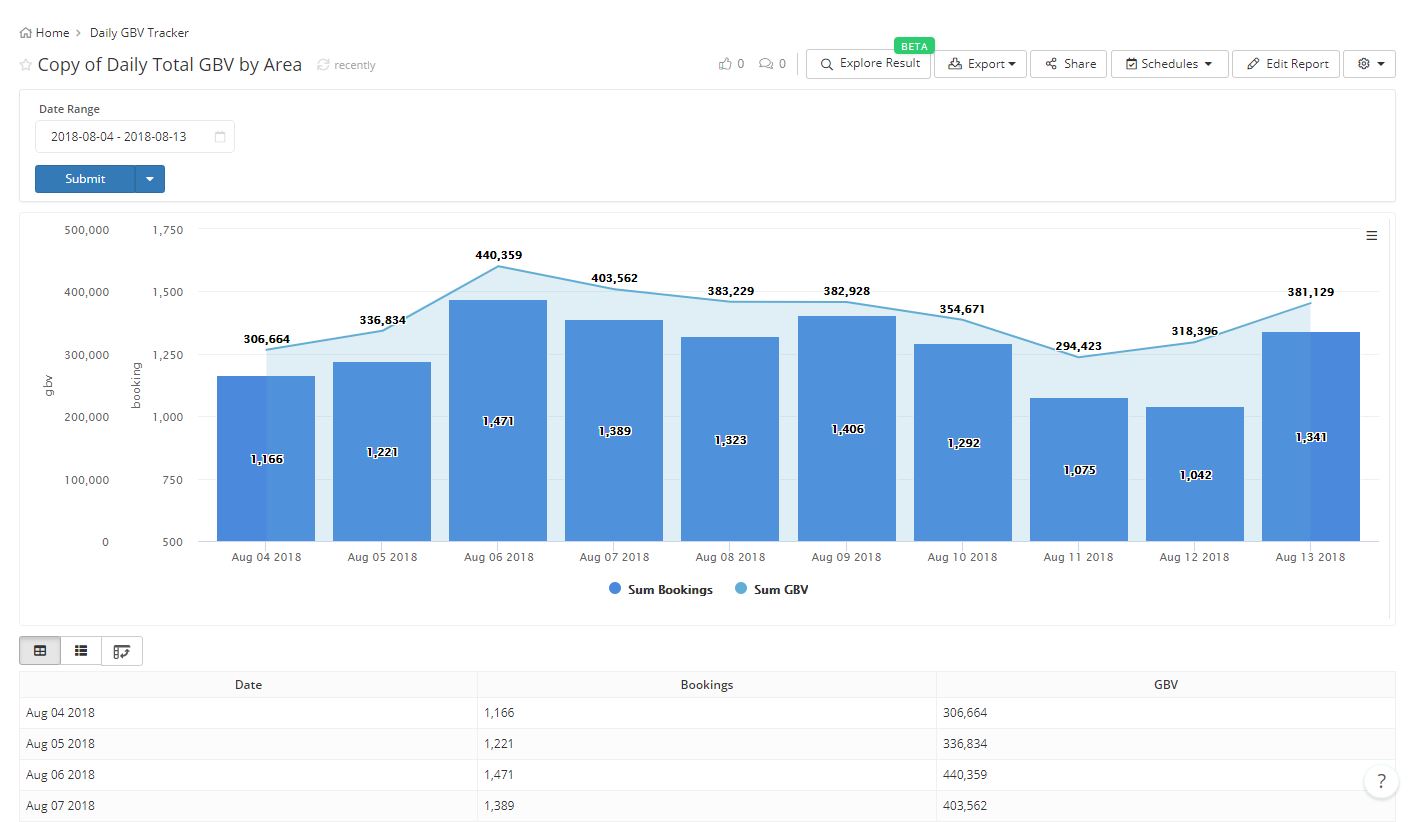 Home > Daily GBV Tracker
Copy of Daily Total GBV by Area recently 0 0 Explore Result BETA Export Share Schedules Edit Report
Date Range
2018-08-04 - 2018-08-13
Submit
500,000 1,750
440,359
403,562
383,229 382,928 381,129
400,000 1,500
354,671
336,834 318,396
306,664 294,423
300,000 1,250
gbv booking
200,000 1,000
1,166 1,221 1,471 1,389 1,323 1,406 1,292 1,075 1,042 1,341
100,000 750
0 500
Aug 04 2018 Aug 05 2018 Aug 06 2018 Aug 07 2018 Aug 08 2018 Aug 09 2018 Aug 10 2018 Aug 11 2018 Aug 12 2018 Aug 13 2018
Sum Bookings Sum GBV
Date Bookings GBV
Aug 04 2018 1,166 306,664
Aug 05 2018 1,221 336,834
Aug 06 2018 1,471 440,359
Aug 07 2018 1,389 403,562
?